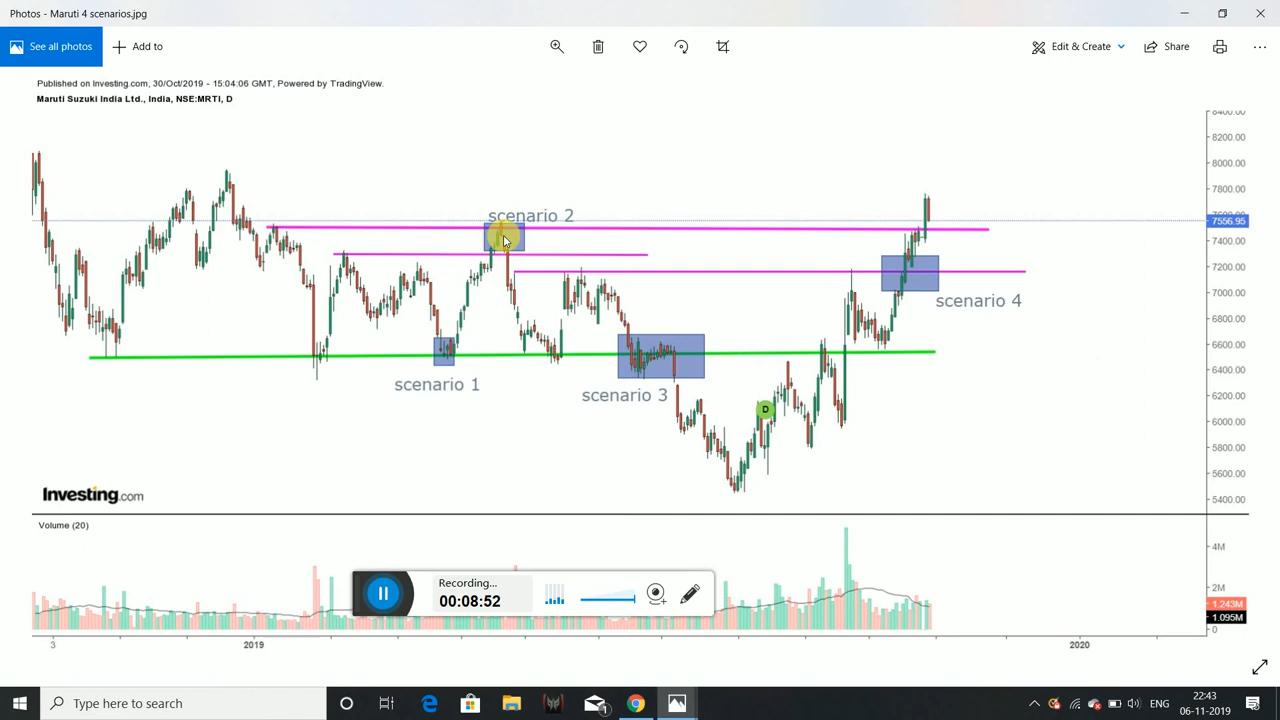 Photos - Maruti 4 scenarios.jpg
See all photos
Add to
Edit & Create
Share
Published on Investing.com, 30/Oct/2019 - 15:04:06 GMT, Powered by TradingView.
Maruti Suzuki India Ltd., India, NSE:MRTI, D
8400.00
8200.00
8000.00
7800.00
7600.00
7556.95
7400.00
7200.00
7000.00
6800.00
6600.00
6400.00
6200.00
6000.00
5800.00
5600.00
5400.00
scenario 2
scenario 4
scenario 1
scenario 3
D
Investing.com
Volume (20)
4M
2M
1.243M
1.095M
0
Recording...
00:08:52
3
2019
2020
Type here to search
1
ENG
22:43
06-11-2019